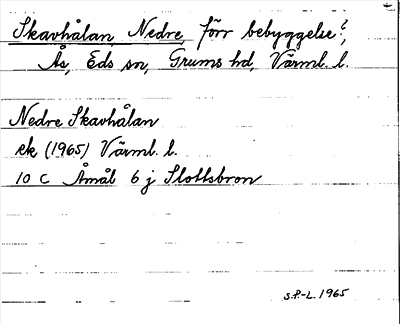 Skavhålan, Nedre, förr bebyggelse?,
Ås, Eds sn, Grums hd, Värml. l.
Nedre Skavhålan
ek (1965) Värml. l.
10 C Åmål 6 j Slottsbron
S.P-L. 1965